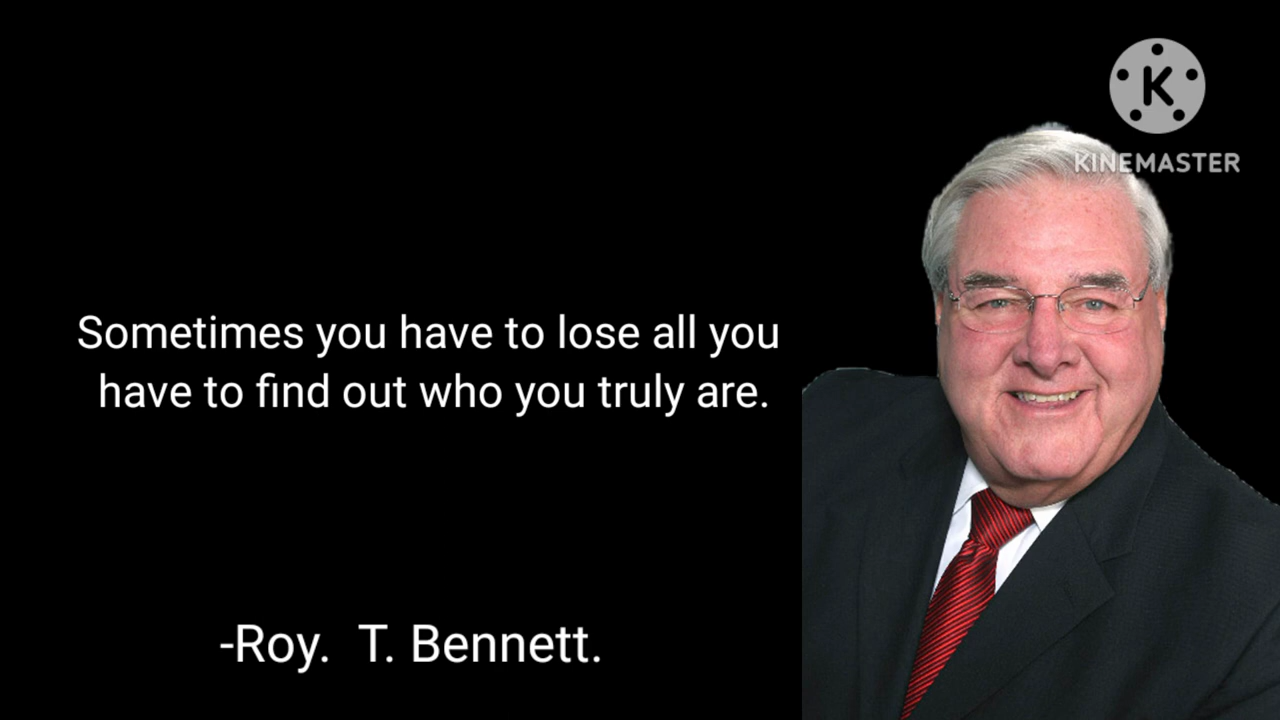 K
KINEMASTER
Sometimes you have to lose all you
have to find out who you truly are.
-Roy.  T. Bennett.